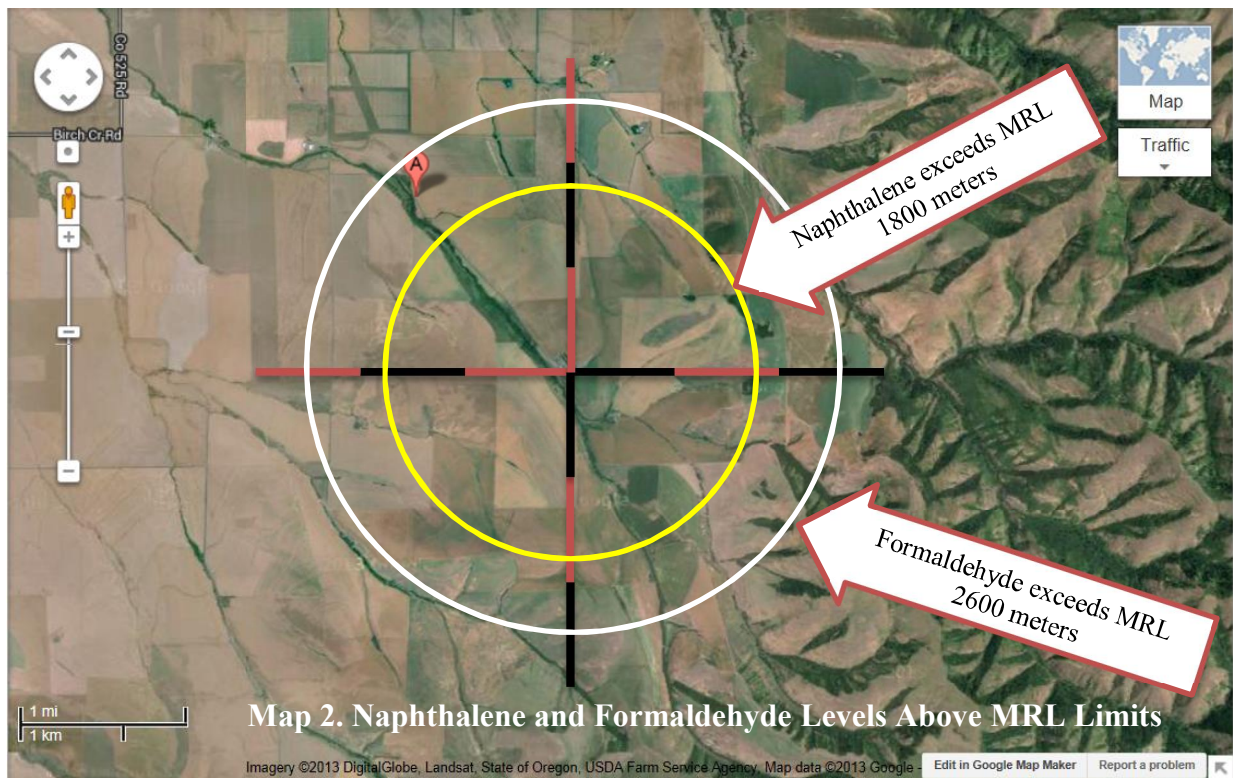 Co 525 Rd
Birch Cr Rd
A
Map
Traffic
Naphthalene exceeds MRL
1800 meters
Formaldehyde exceeds MRL
2600 meters
1 mi
1 km
Map 2. Naphthalene and Formaldehyde Levels Above MRL Limits
Imagery ©2013 DigitalGlobe, Landsat, State of Oregon, USDA Farm Service Agency, Map data ©2013 Google -
Edit in Google Map Maker
Report a problem